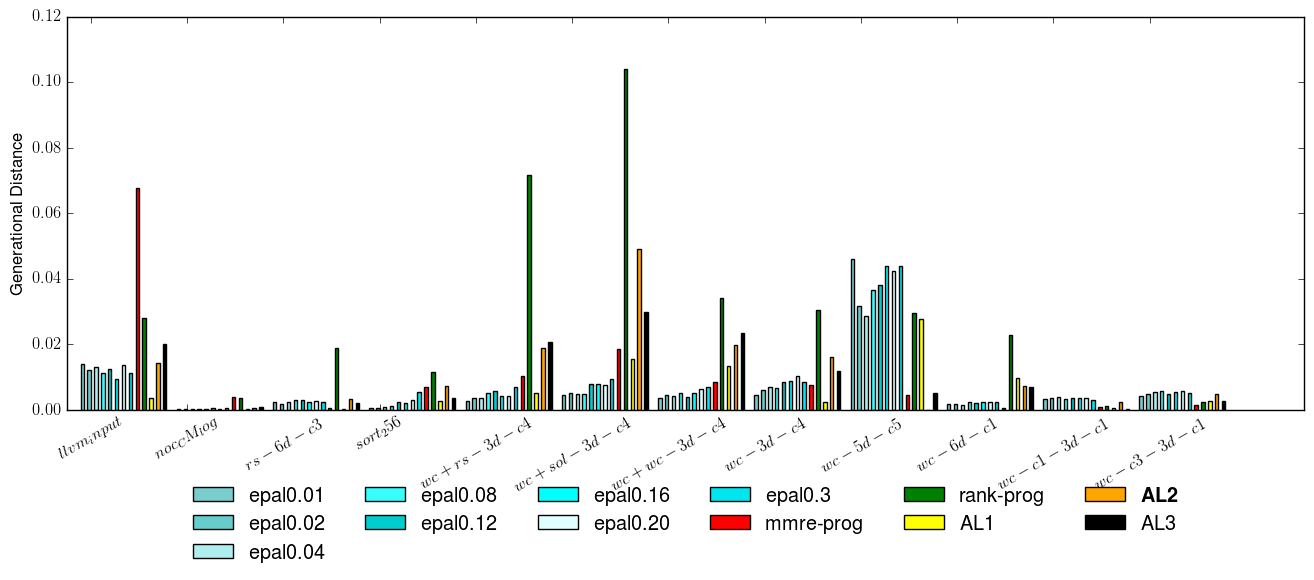 0.12
0.10
0.08
0.06
0.04
0.02
0.00
Generational Distance
llvm_input
noc_CM_log
rs − 6d − c3
sort_256
wc + rs − 3d − c4
wc + sol − 3d − c4
wc + wc − 3d − c4
wc − 3d − c4
wc − 5d − c5
wc − 6d − c1
wc − c1 − 3d − c1
wc − c3 − 3d − c1
epal0.01 epal0.08 epal0.16 epal0.3 rank-prog AL2
epal0.02 epal0.12 epal0.20 mmre-prog AL1 AL3
epal0.04